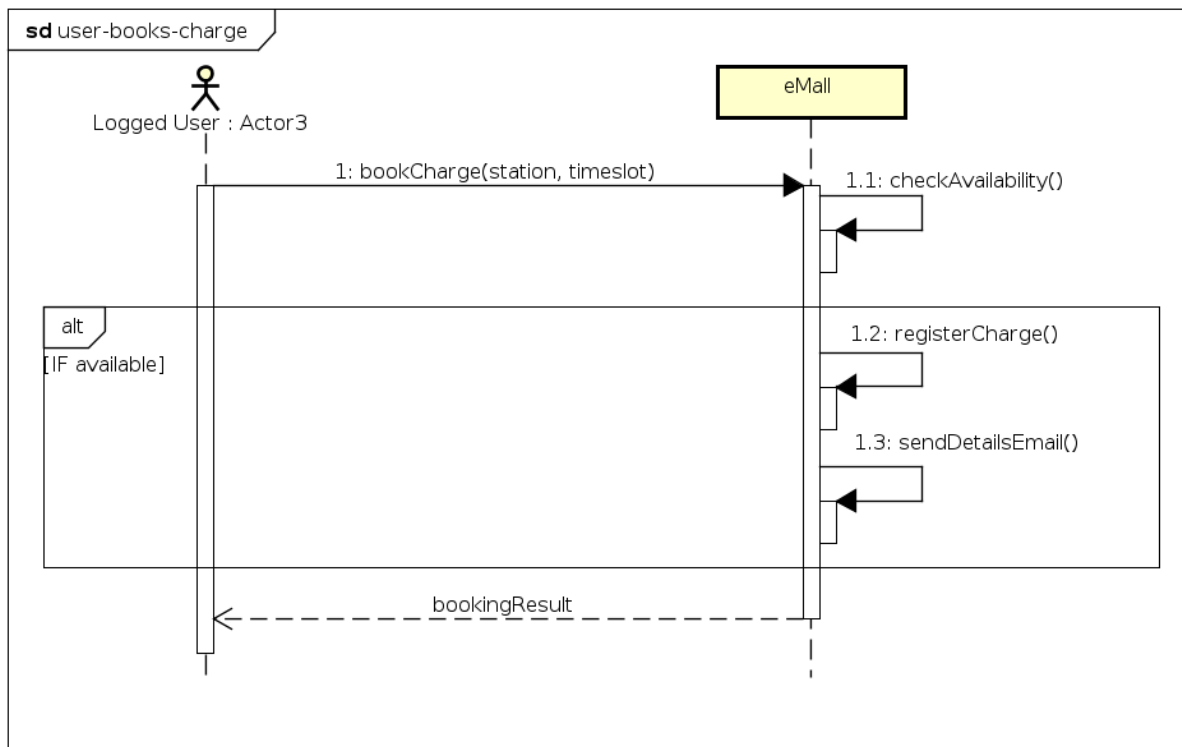 sd user-books-charge
Logged User : Actor3
eMall
1: bookCharge(station, timeslot)
1.1: checkAvailability()
alt
[IF available]
1.2: registerCharge()
1.3: sendDetailsEmail()
bookingResult